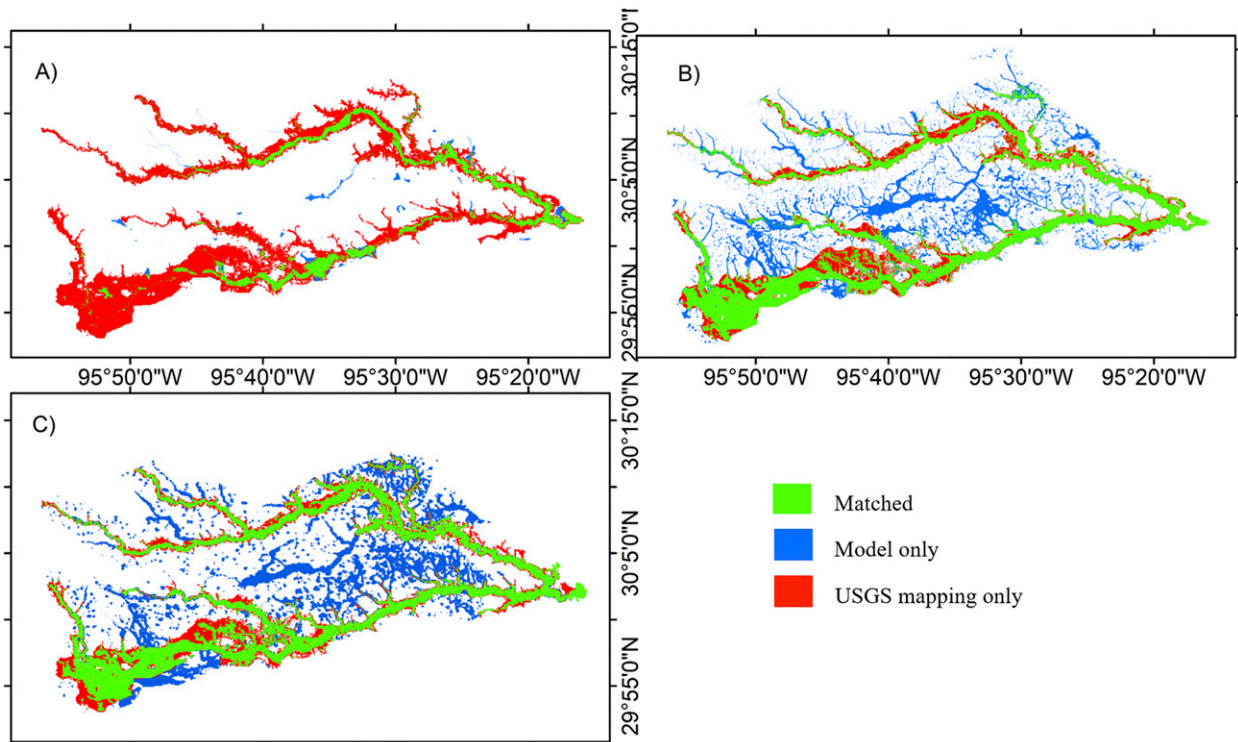 A)
30°15'0"I
30°5'0"N
29°55'0"N
B)
95°50'0"W 95°40'0"W 95°30'0"W 95°20'0"W
95°50'0"W 95°40'0"W 95°30'0"W 95°20'0"W
C)
30°15'0"N
30°5'0"N
29°55'0"N
Matched
Model only
USGS mapping only